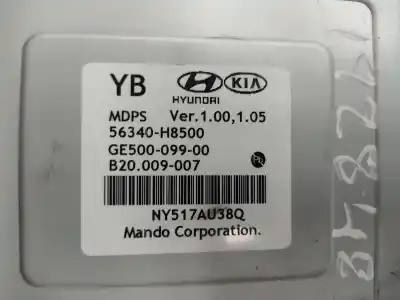 YB HYUNDAI KIA
MDPS Ver.1.00,1.05
56340-H8500
GE500-099-00
B20.009-007
Pb
NY517AU38Q
Mando Corporation.